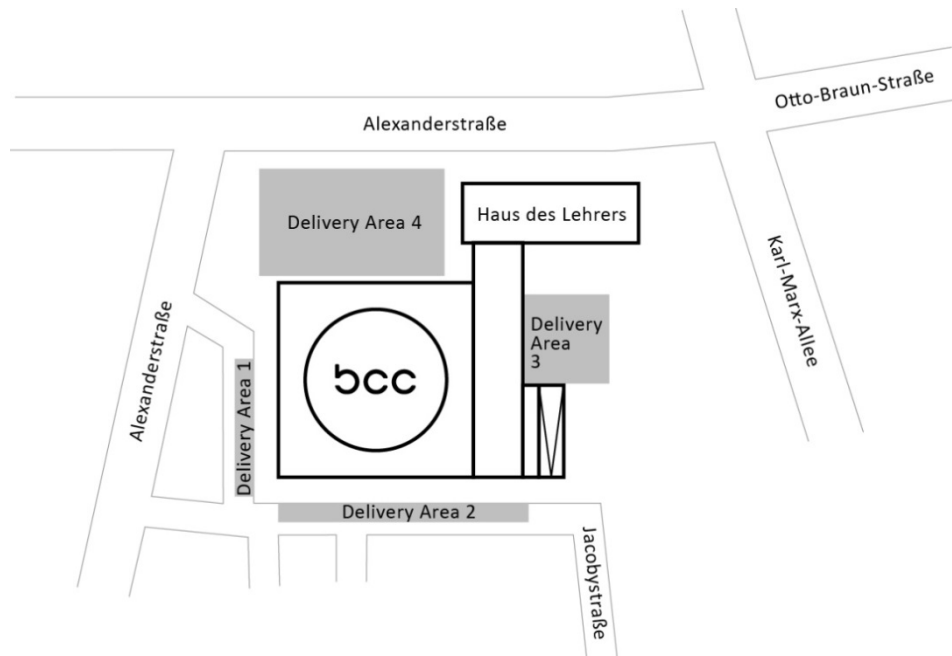 Otto-Braun-Straße
Alexanderstraße
Delivery Area 4
Haus des Lehrers
Karl-Marx-Allee
Alexanderstraße
Delivery
Area
3
bcc
Delivery Area 1
Delivery Area 2
Jacobystraße